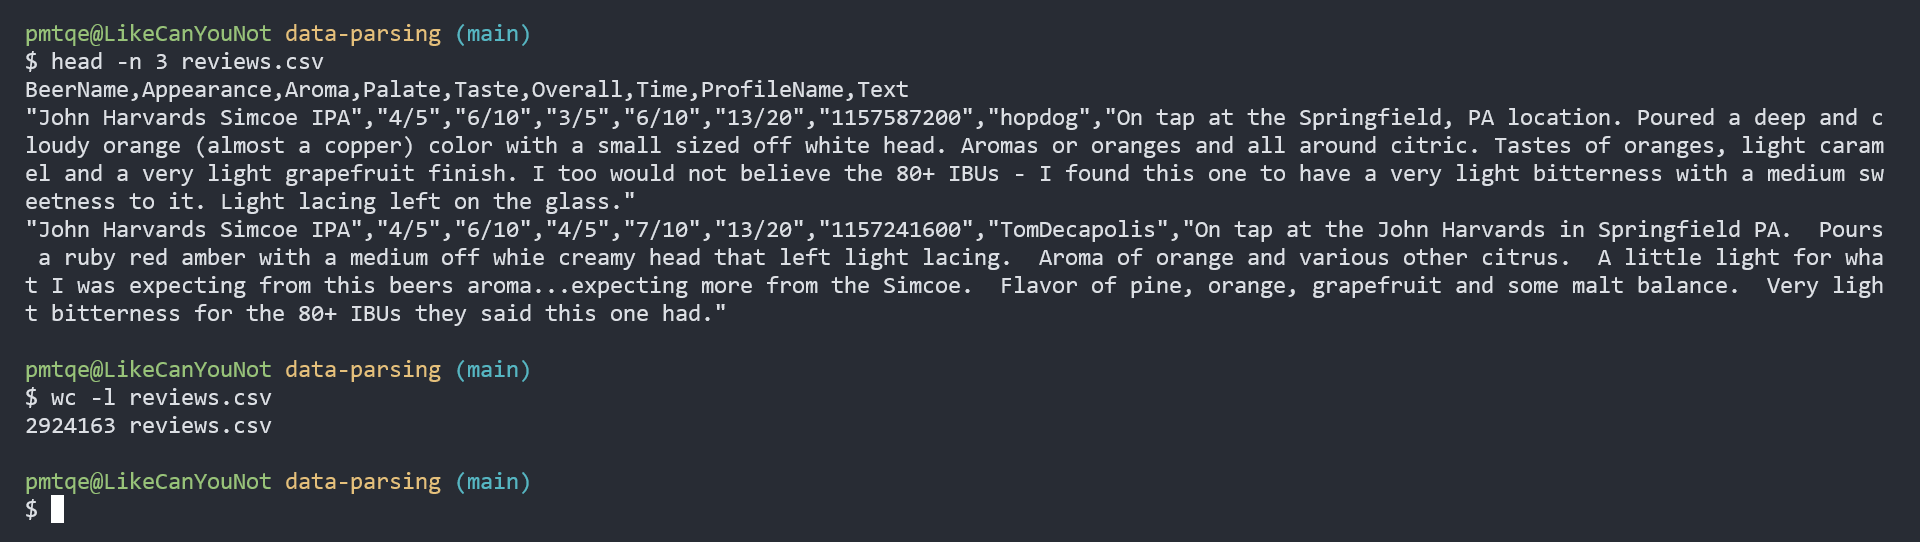 pmtqe@LikeCanYouNot data-parsing (main)
$ head -n 3 reviews.csv
BeerName,Appearance,Aroma,Palate,Taste,Overall,Time,ProfileName,Text
"John Harvards Simcoe IPA","4/5","6/10","3/5","6/10","13/20","1157587200","hopdog","On tap at the Springfield, PA location. Poured a deep and c
loudy orange (almost a copper) color with a small sized off white head. Aromas or oranges and all around citric. Tastes of oranges, light caram
el and a very light grapefruit finish. I too would not believe the 80+ IBUs - I found this one to have a very light bitterness with a medium sw
eetness to it. Light lacing left on the glass."
"John Harvards Simcoe IPA","4/5","6/10","4/5","7/10","13/20","1157241600","TomDecapolis","On tap at the John Harvards in Springfield PA.  Pours
 a ruby red amber with a medium off whie creamy head that left light lacing.  Aroma of orange and various other citrus.  A little light for wha
t I was expecting from this beers aroma...expecting more from the Simcoe.  Flavor of pine, orange, grapefruit and some malt balance.  Very ligh
t bitterness for the 80+ IBUs they said this one had."
pmtqe@LikeCanYouNot data-parsing (main)
$ wc -l reviews.csv
2924163 reviews.csv
pmtqe@LikeCanYouNot data-parsing (main)
$